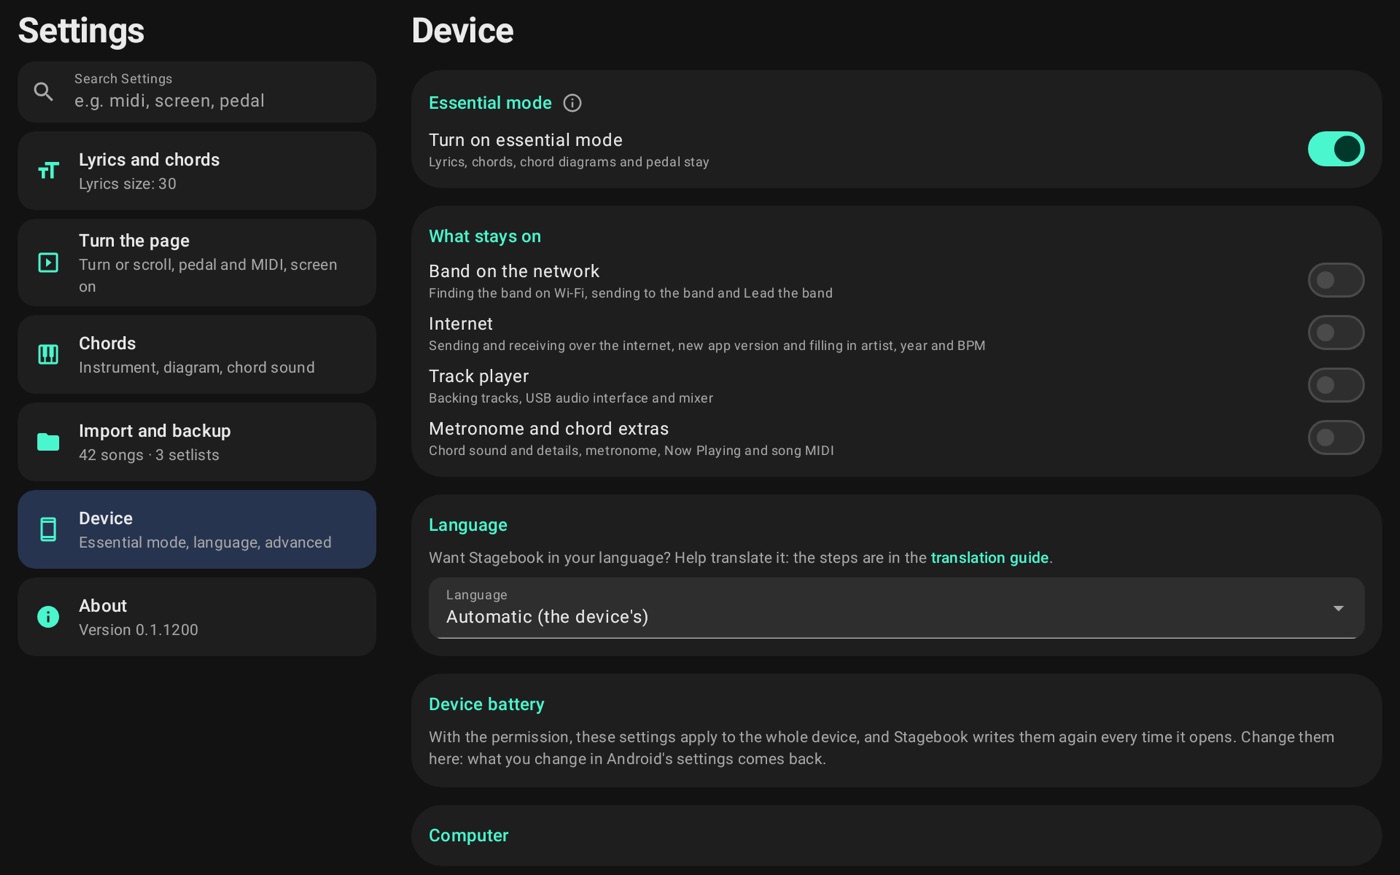 Settings
Search Settings
e.g. midi, screen, pedal
Lyrics and chords
Lyrics size: 30
Turn the page
Turn or scroll, pedal and MIDI, screen
on
Chords
Instrument, diagram, chord sound
Import and backup
42 songs · 3 setlists
Device
Essential mode, language, advanced
About
Version 0.1.1200
Device
Essential mode
Turn on essential mode
Lyrics, chords, chord diagrams and pedal stay
What stays on
Band on the network
Finding the band on Wi-Fi, sending to the band and Lead the band
Internet
Sending and receiving over the internet, new app version and filling in artist, year and BPM
Track player
Backing tracks, USB audio interface and mixer
Metronome and chord extras
Chord sound and details, metronome, Now Playing and song MIDI
Language
Want Stagebook in your language? Help translate it: the steps are in the translation guide.
Language
Automatic (the device's)
Device battery
With the permission, these settings apply to the whole device, and Stagebook writes them again every time it opens. Change them
here: what you change in Android's settings comes back.
Computer